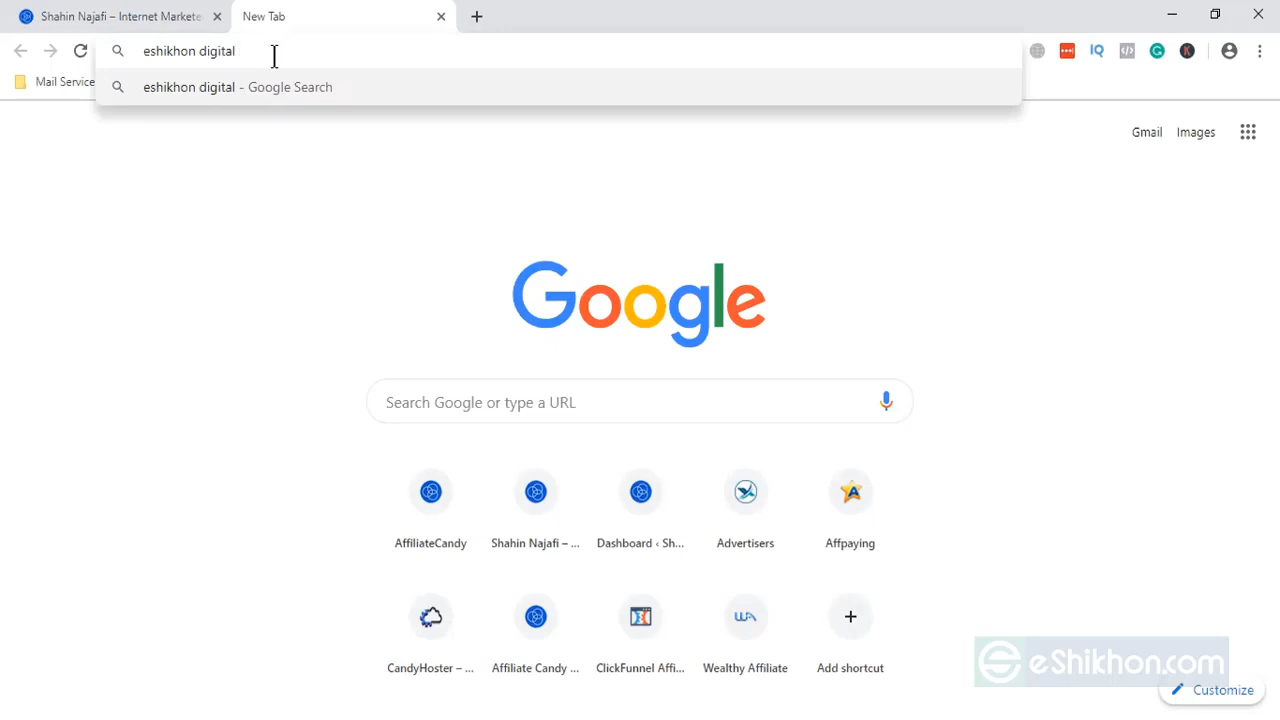 Shahin Najafi – Internet Markete
New Tab
eshikhon digital
IQ
K
Mail Service
eshikhon digital - Google Search
Gmail
Images
Google
Search Google or type a URL
AffiliateCandy
Shahin Najafi – ...
Dashboard ‹ Sh...
Advertisers
Affpaying
CandyHoster – ...
Affiliate Candy ...
ClickFunnel Affi...
Wealthy Affiliate
Add shortcut
eShikhon.com
Customize